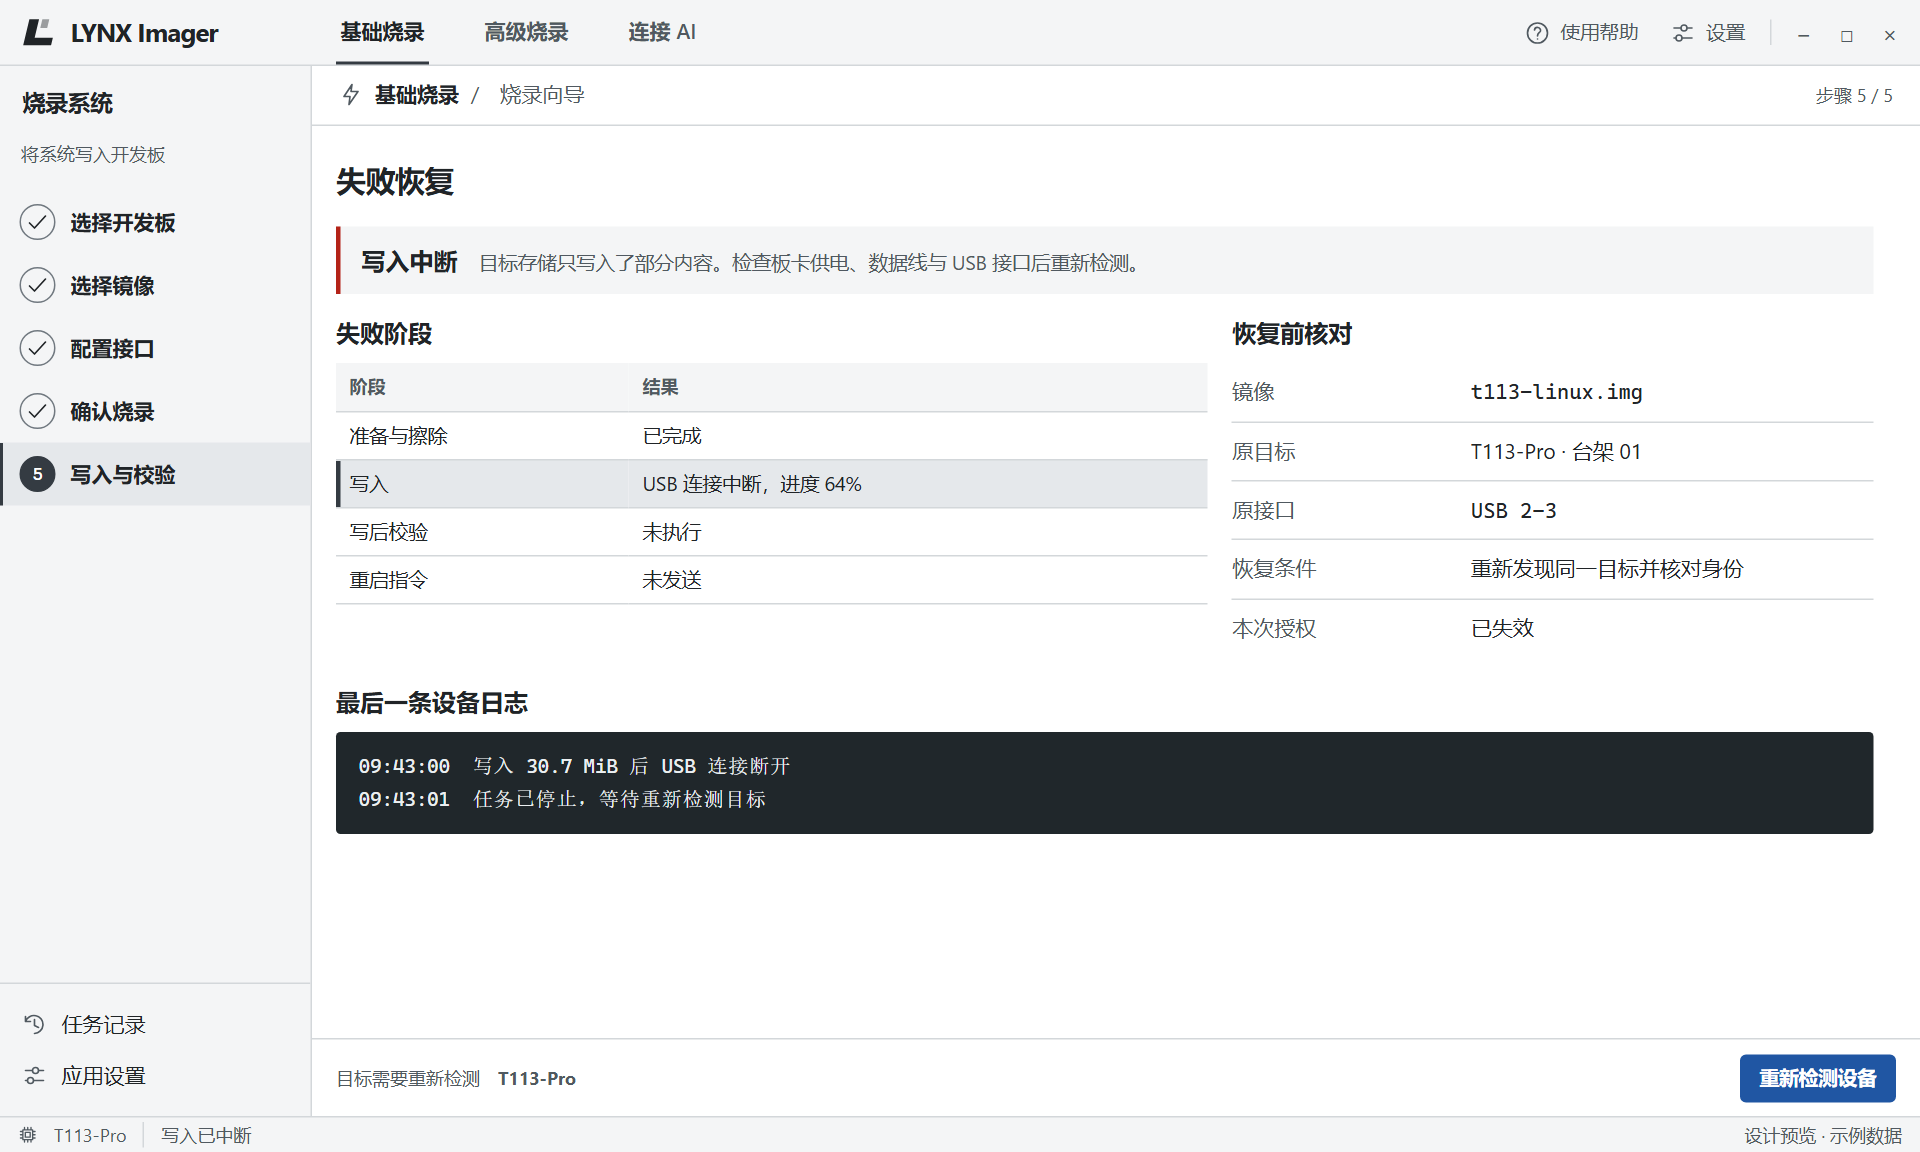 LYNX Imager
基础烧录
高级烧录
连接 AI
使用帮助
设置
烧录系统
将系统写入开发板
选择开发板
选择镜像
配置接口
确认烧录
5 写入与校验
任务记录
应用设置
基础烧录 / 烧录向导
步骤 5 / 5
失败恢复
写入中断 目标存储只写入了部分内容。检查板卡供电、数据线与 USB 接口后重新检测。
失败阶段
阶段 结果
准备与擦除 已完成
写入 USB 连接中断，进度 64%
写后校验 未执行
重启指令 未发送
恢复前核对
镜像 t113-linux.img
原目标 T113-Pro · 台架 01
原接口 USB 2-3
恢复条件 重新发现同一目标并核对身份
本次授权 已失效
最后一条设备日志
09:43:00 写入 30.7 MiB 后 USB 连接断开
09:43:01 任务已停止，等待重新检测目标
目标需要重新检测 T113-Pro
重新检测设备
T113-Pro 写入已中断
设计预览 · 示例数据